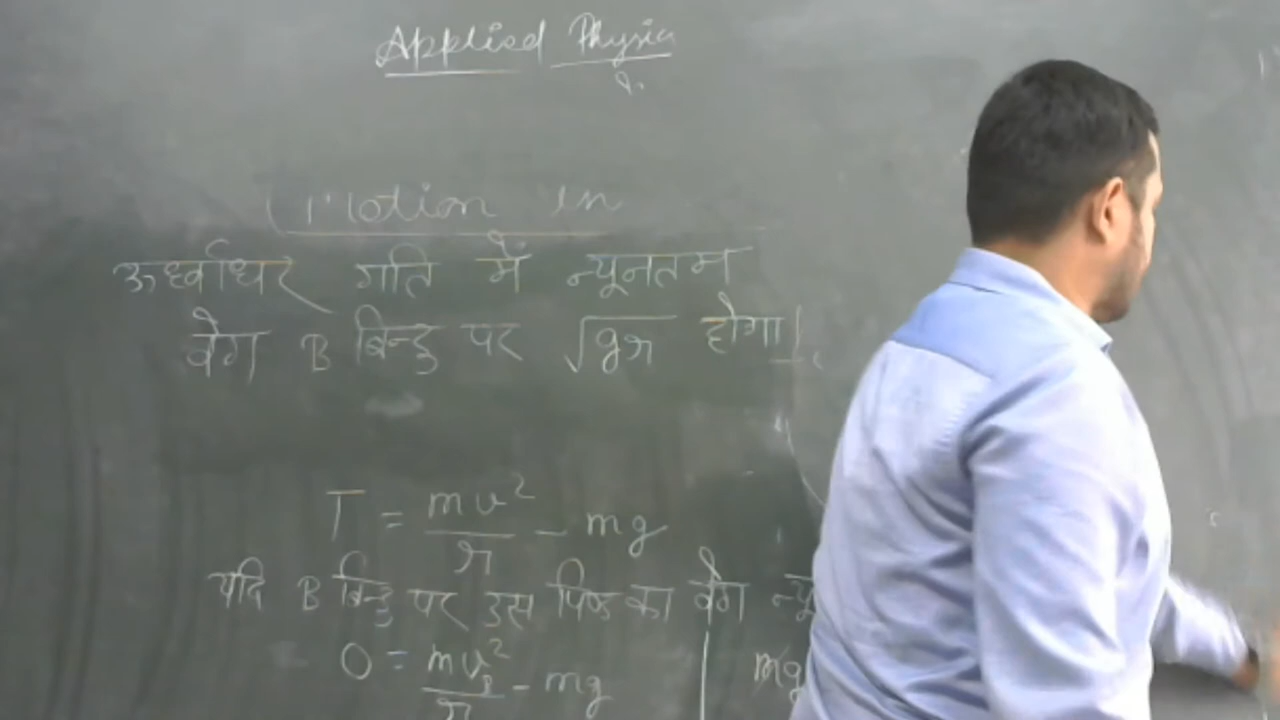 Applied Physics
Motion in
ऊर्ध्वाधर गति में न्यूनतम
वेग B बिन्दु पर √gr होगा।
T = mv²/r - mg
यदि B बिन्दु पर उस पिण्ड का वेग
0 = mv²/r - mg | mg